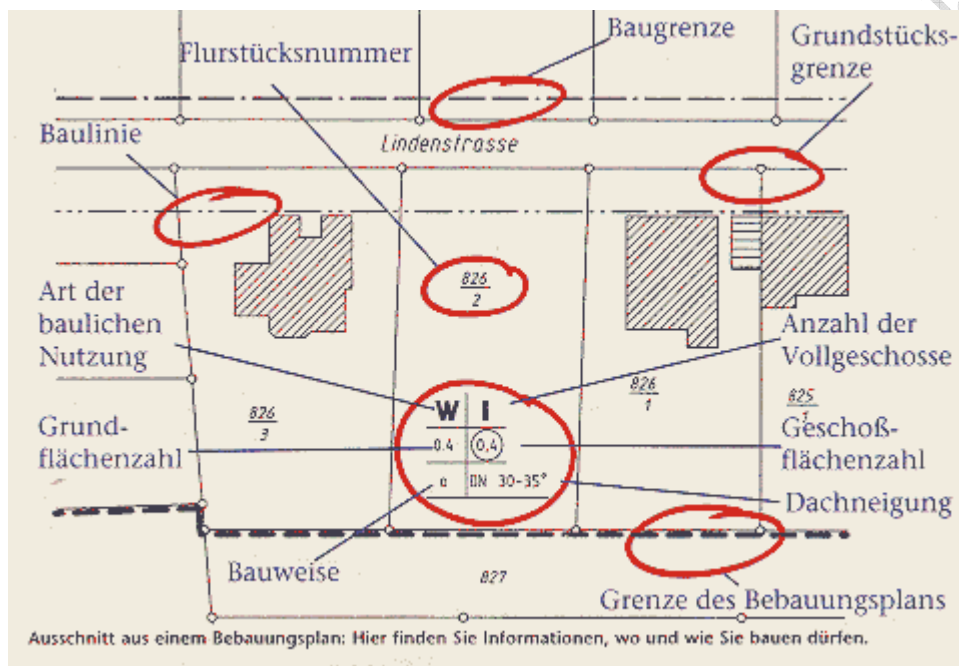 Baugrenze
Flurstücksnummer
Grundstücks-
grenze
Baulinie
Lindenstrasse
826
2
Art der
baulichen
Nutzung
Anzahl der
Vollgeschosse
W I
826
1
825
826
3
Grund-
flächenzahl
0.4 0,4
Geschoß-
flächenzahl
o DN 30-35°
Dachneigung
Bauweise
827
Grenze des Bebauungsplans
Ausschnitt aus einem Bebauungsplan: Hier finden Sie Informationen, wo und wie Sie bauen dürfen.